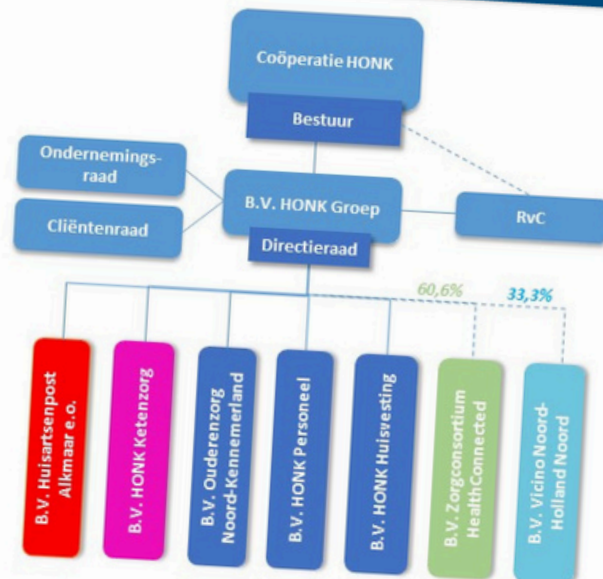 Coöperatie HONK
Bestuur
Ondernemings-
raad
Cliëntenraad
B.V. HONK Groep
Directieraad
RvC
60,6%
33,3%
B.V. Huisartsenpost
Alkmaar e.o.
B.V. HONK Ketenzorg
B.V. Ouderenzorg
Noord-Kennemerland
B.V. HONK Personeel
B.V. HONK Huisvesting
B.V. Zorgconsortium
HealthConnected
B.V. Vicino Noord-
Holland Noord